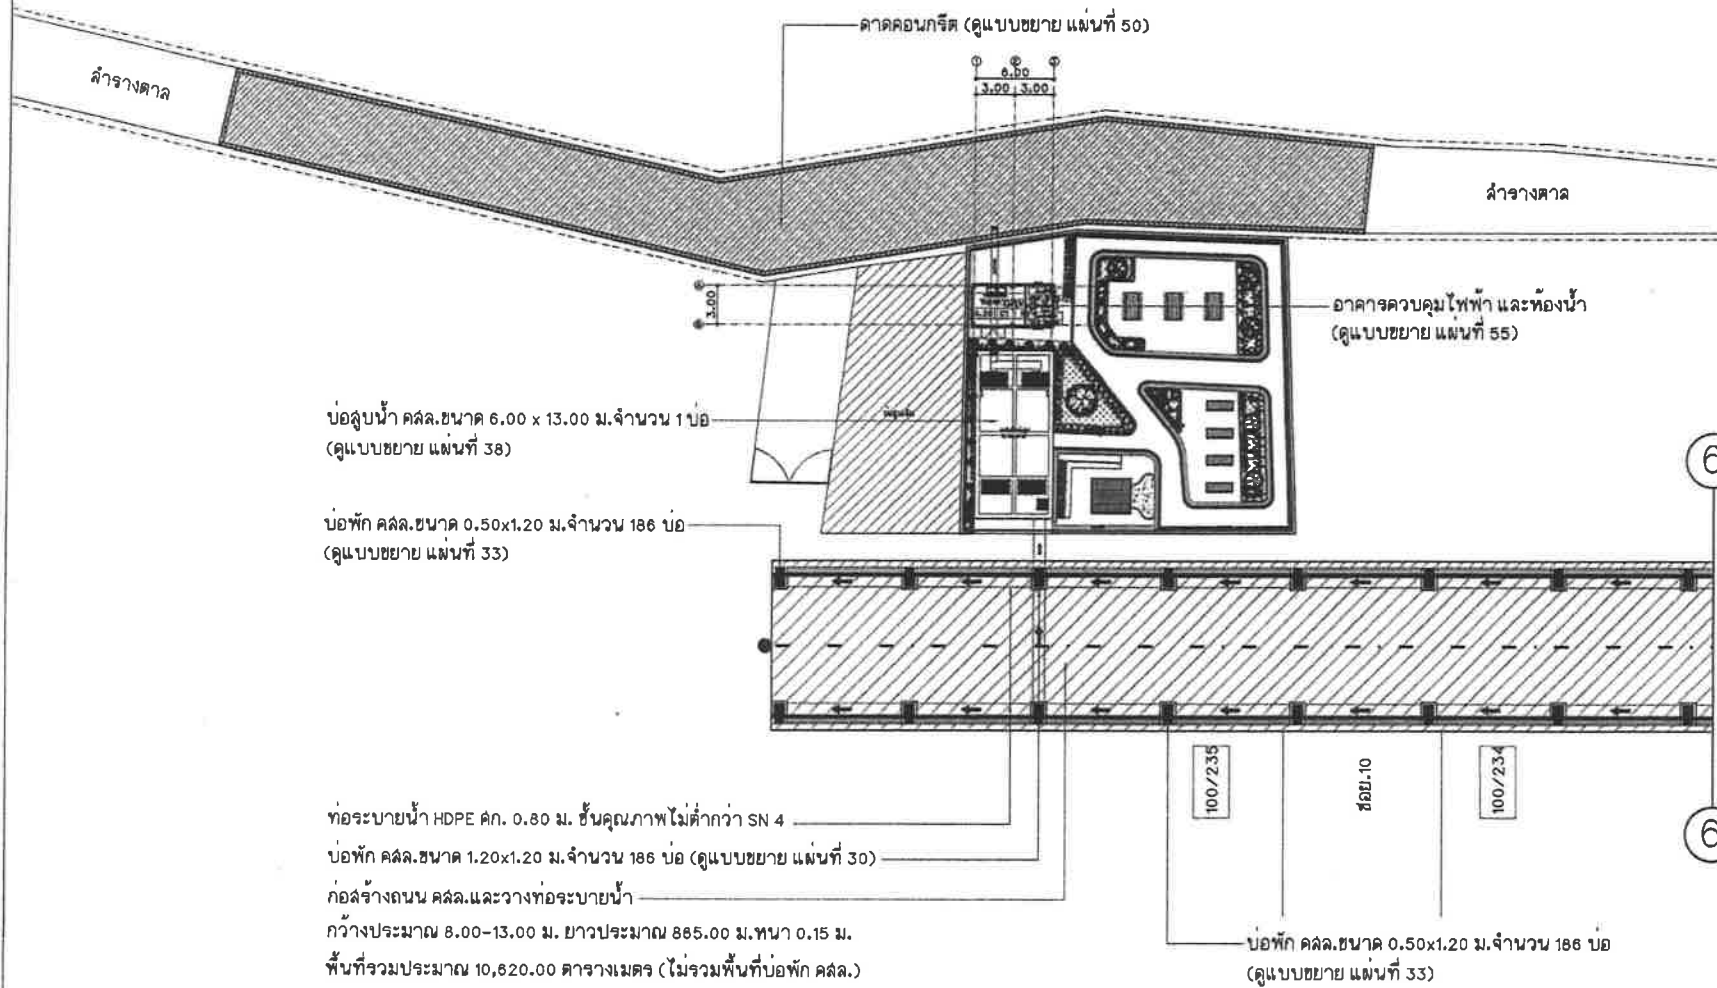 ดาดคอนกรีต (ดูแบบขยาย แผ่นที่ 50)
ลำรางตาล
1 2 3
6.00
3.00 3.00
ลำรางตาล
3.00
อาคารควบคุมไฟฟ้า และห้องน้ำ
(ดูแบบขยาย แผ่นที่ 55)
บ่อสูบน้ำ คสล.ขนาด 6.00 x 13.00 ม.จำนวน 1 บ่อ
(ดูแบบขยาย แผ่นที่ 38)
6
บ่อพัก คสล.ขนาด 0.50x1.20 ม.จำนวน 186 บ่อ
(ดูแบบขยาย แผ่นที่ 33)
100/235
ซอย.10
100/234
ท่อระบายน้ำ HDPE ศก. 0.80 ม. ชั้นคุณภาพไม่ต่ำกว่า SN 4
6
บ่อพัก คสล.ขนาด 1.20x1.20 ม.จำนวน 186 บ่อ (ดูแบบขยาย แผ่นที่ 30)
ก่อสร้างถนน คสล.และวางท่อระบายน้ำ
กว้างประมาณ 8.00-13.00 ม. ยาวประมาณ 885.00 ม.หนา 0.15 ม.
พื้นที่รวมประมาณ 10,620.00 ตารางเมตร (ไม่รวมพื้นที่บ่อพัก คสล.)
บ่อพัก คสล.ขนาด 0.50x1.20 ม.จำนวน 186 บ่อ
(ดูแบบขยาย แผ่นที่ 33)